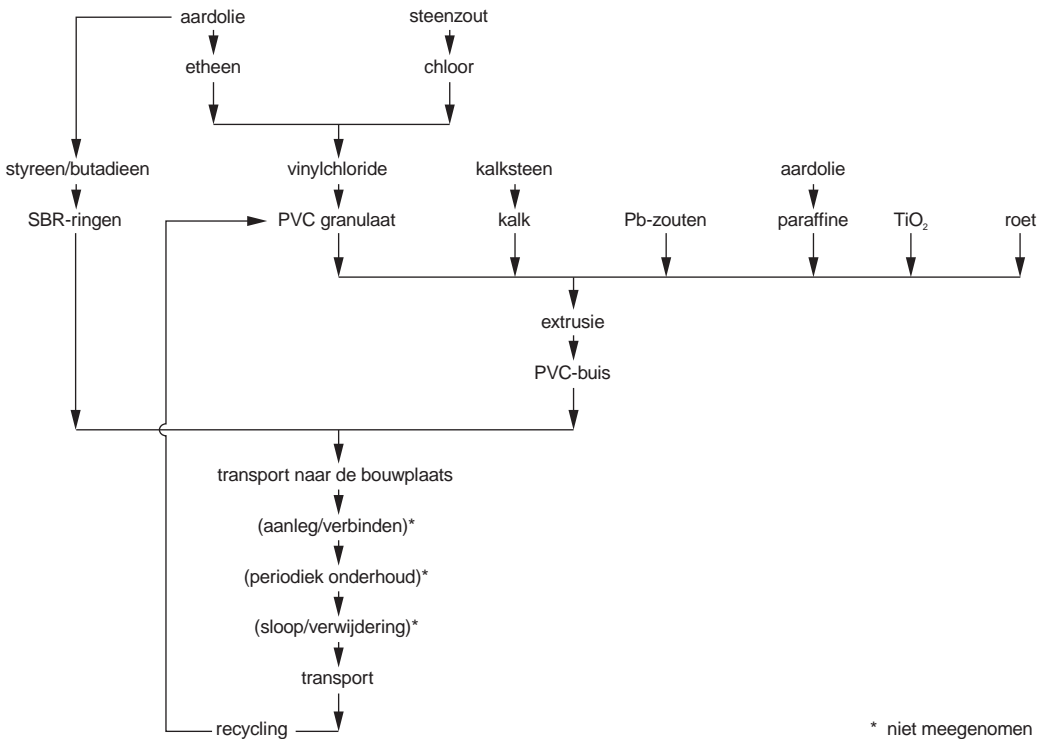 aardolie steenzout
etheen chloor
styreen/butadieen vinylchloride kalksteen aardolie
SBR-ringen PVC granulaat kalk Pb-zouten paraffine TiO₂ roet
extrusie
PVC-buis
transport naar de bouwplaats
(aanleg/verbinden)*
(periodiek onderhoud)*
(sloop/verwijdering)*
transport
recycling * niet meegenomen